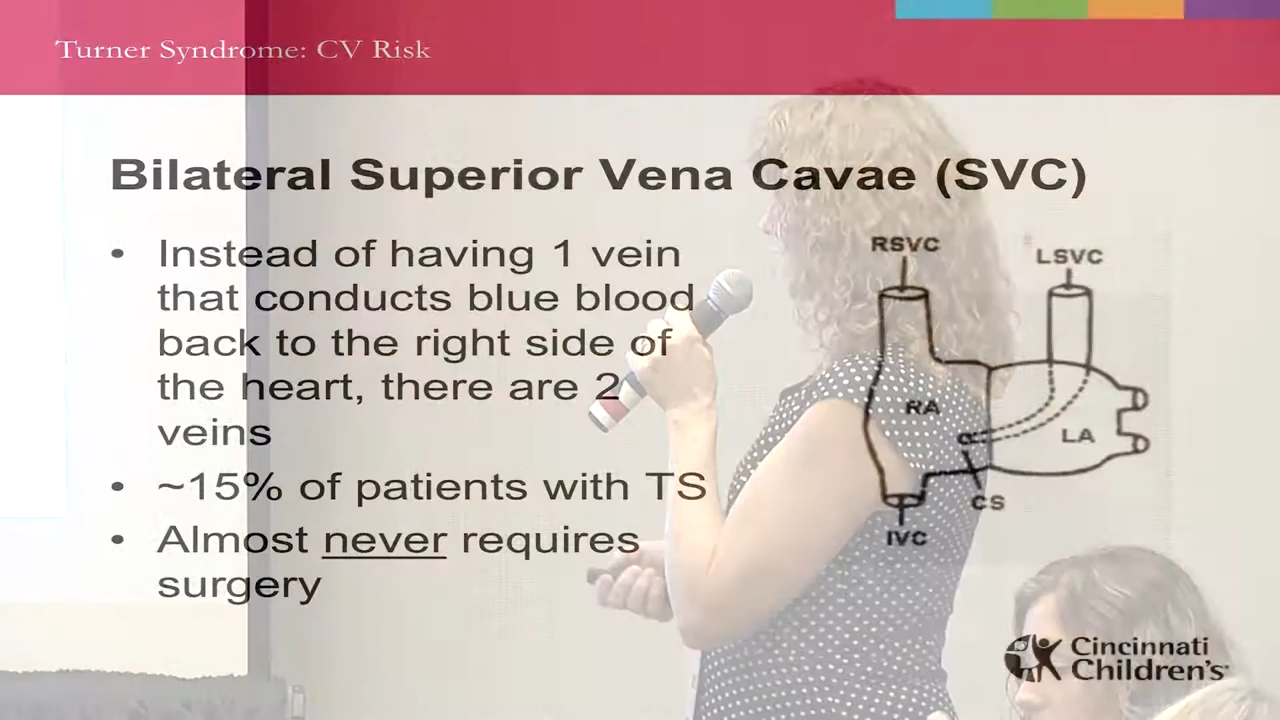 Turner Syndrome: CV Risk
Bilateral Superior Vena Cavae (SVC)
• Instead of having 1 vein
that conducts blue blood
back to the right side of
the heart, there are 2
veins
• ~15% of patients with TS
• Almost never requires
surgery
RSVC
LSVC
RA
LA
CS
IVC
Cincinnati
Children's